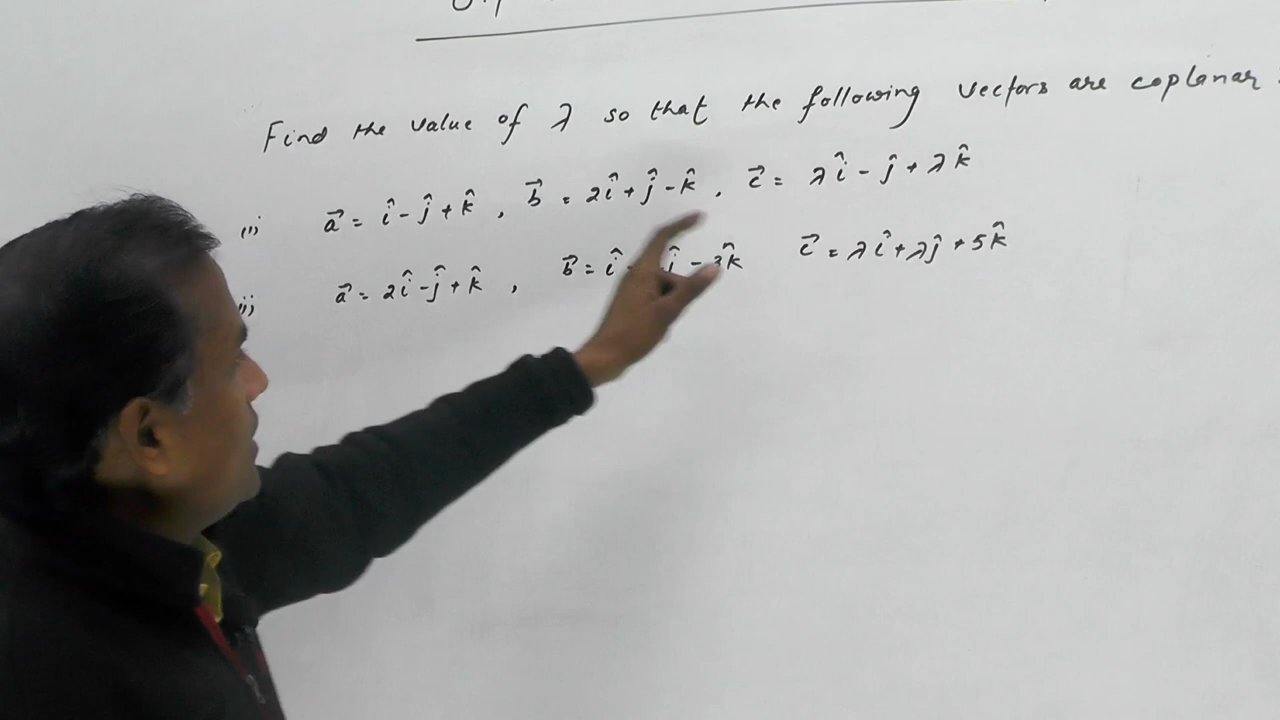 Find the value of λ so that the following vectors are coplanar :
(i) a⃗ = î - ĵ + k̂ , b⃗ = 2î + ĵ - k̂ , c⃗ = λî - ĵ + λk̂
ii) a⃗ = 2î - ĵ + k̂ , b⃗ = î ĵ - 3k̂ c⃗ = λî + λĵ + 5k̂